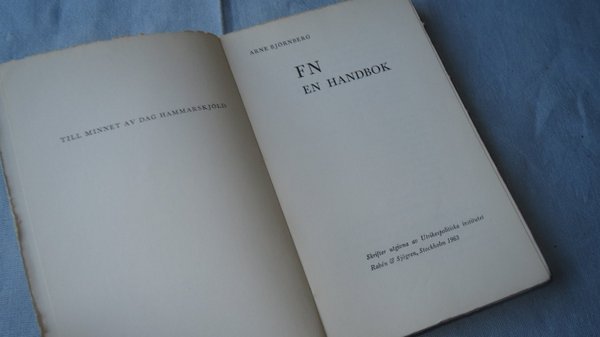 TILL MINNET AV DAG HAMMARSKJÖLD
ARNE BJÖRNBERG
FN
EN HANDBOK
Skrifter utgivna av Utrikespolitiska institutet
Rabén & Sjögren, Stockholm 1963